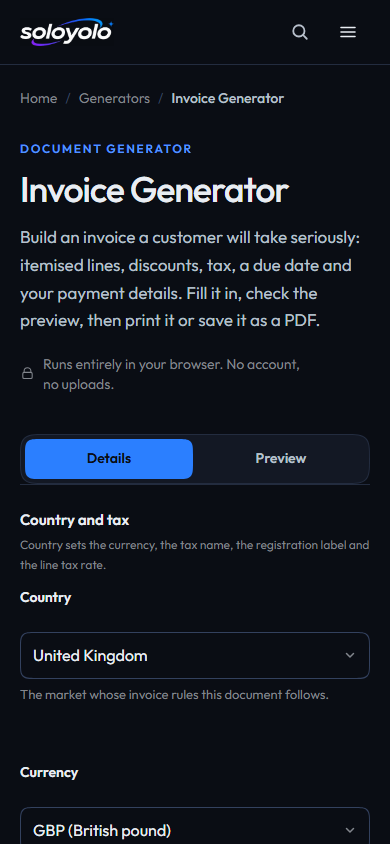 soloyolo
Home / Generators / Invoice Generator
DOCUMENT GENERATOR
Invoice Generator
Build an invoice a customer will take seriously:
itemised lines, discounts, tax, a due date and
your payment details. Fill it in, check the
preview, then print it or save it as a PDF.
Runs entirely in your browser. No account,
no uploads.
Details
Preview
Country and tax
Country sets the currency, the tax name, the registration label and
the line tax rate.
Country
United Kingdom
The market whose invoice rules this document follows.
Currency
GBP (British pound)